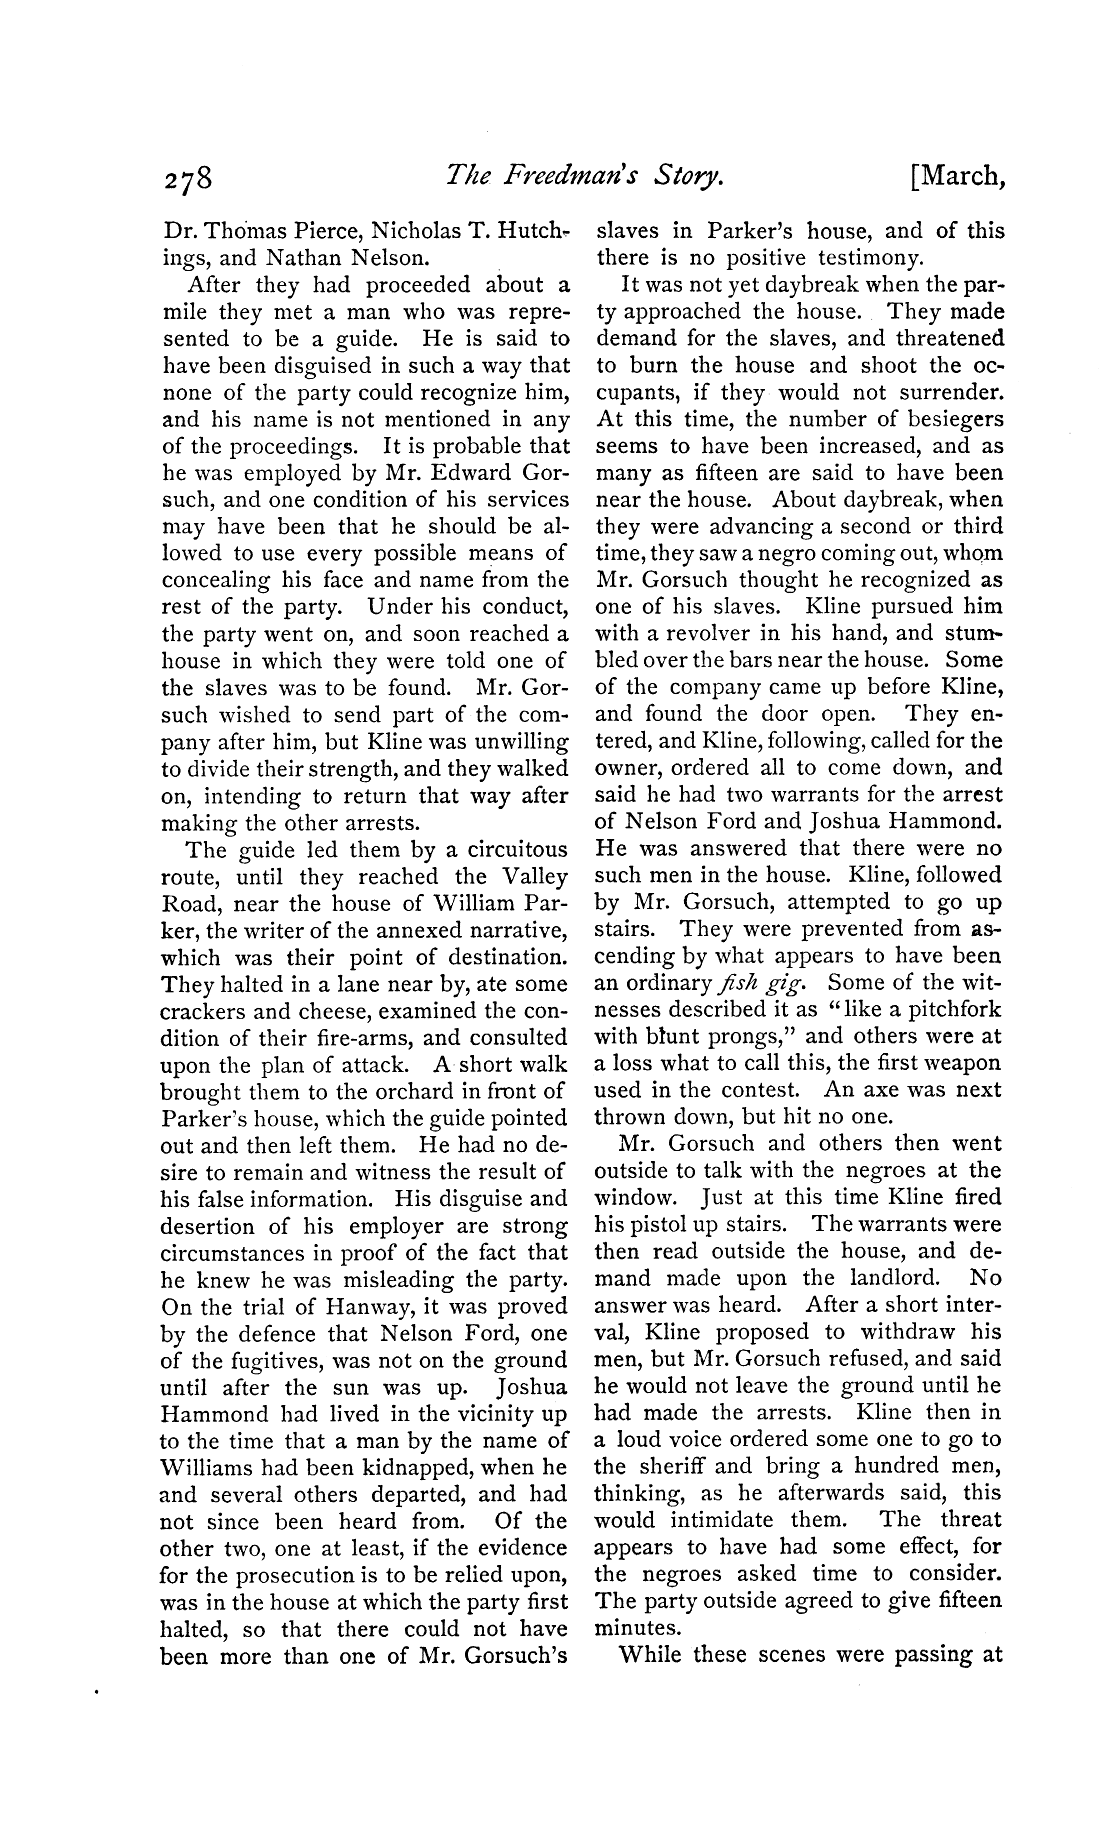 278 The Freedman's Story. [March,
Dr. Thomas Pierce, Nicholas T. Hutch-
ings, and Nathan Nelson.
After they had proceeded about a
mile they met a man who was repre-
sented to be a guide. He is said to
have been disguised in such a way that
none of the party could recognize him,
and his name is not mentioned in any
of the proceedings. It is probable that
he was employed by Mr. Edward Gor-
such, and one condition of his services
may have been that he should be al-
lowed to use every possible means of
concealing his face and name from the
rest of the party. Under his conduct,
the party went on, and soon reached a
house in which they were told one of
the slaves was to be found. Mr. Gor-
such wished to send part of the com-
pany after him, but Kline was unwilling
to divide their strength, and they walked
on, intending to return that way after
making the other arrests.
The guide led them by a circuitous
route, until they reached the Valley
Road, near the house of William Par-
ker, the writer of the annexed narrative,
which was their point of destination.
They halted in a lane near by, ate some
crackers and cheese, examined the con-
dition of their fire-arms, and consulted
upon the plan of attack. A short walk
brought them to the orchard in front of
Parker's house, which the guide pointed
out and then left them. He had no de-
sire to remain and witness the result of
his false information. His disguise and
desertion of his employer are strong
circumstances in proof of the fact that
he knew he was misleading the party.
On the trial of Hanway, it was proved
by the defence that Nelson Ford, one
of the fugitives, was not on the ground
until after the sun was up. Joshua
Hammond had lived in the vicinity up
to the time that a man by the name of
Williams had been kidnapped, when he
and several others departed, and had
not since been heard from. Of the
other two, one at least, if the evidence
for the prosecution is to be relied upon,
was in the house at which the party first
halted, so that there could not have
been more than one of Mr. Gorsuch's
slaves in Parker's house, and of this
there is no positive testimony.
It was not yet daybreak when the par-
ty approached the house. They made
demand for the slaves, and threatened
to burn the house and shoot the oc-
cupants, if they would not surrender.
At this time, the number of besiegers
seems to have been increased, and as
many as fifteen are said to have been
near the house. About daybreak, when
they were advancing a second or third
time, they saw a negro coming out, whom
Mr. Gorsuch thought he recognized as
one of his slaves. Kline pursued him
with a revolver in his hand, and stum-
bled over the bars near the house. Some
of the company came up before Kline,
and found the door open. They en-
tered, and Kline, following, called for the
owner, ordered all to come down, and
said he had two warrants for the arrest
of Nelson Ford and Joshua Hammond.
He was answered that there were no
such men in the house. Kline, followed
by Mr. Gorsuch, attempted to go up
stairs. They were prevented from as-
cending by what appears to have been
an ordinary fish gig. Some of the wit-
nesses described it as "like a pitchfork
with blunt prongs," and others were at
a loss what to call this, the first weapon
used in the contest. An axe was next
thrown down, but hit no one.
Mr. Gorsuch and others then went
outside to talk with the negroes at the
window. Just at this time Kline fired
his pistol up stairs. The warrants were
then read outside the house, and de-
mand made upon the landlord. No
answer was heard. After a short inter-
val, Kline proposed to withdraw his
men, but Mr. Gorsuch refused, and said
he would not leave the ground until he
had made the arrests. Kline then in
a loud voice ordered some one to go to
the sheriff and bring a hundred men,
thinking, as he afterwards said, this
would intimidate them. The threat
appears to have had some effect, for
the negroes asked time to consider.
The party outside agreed to give fifteen
minutes.
While these scenes were passing at